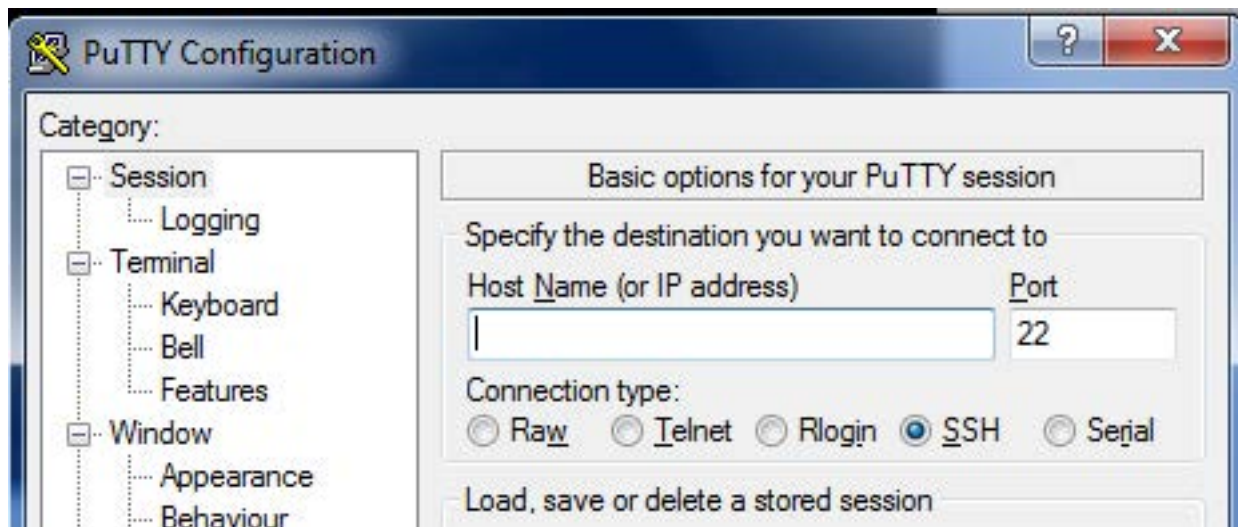 PuTTY Configuration
?
X
Category:
Session
Logging
Terminal
Keyboard
Bell
Features
Window
Appearance
Behaviour
Basic options for your PuTTY session
Specify the destination you want to connect to
Host Name (or IP address) Port
22
Connection type:
Raw Telnet Rlogin SSH Serial
Load, save or delete a stored session